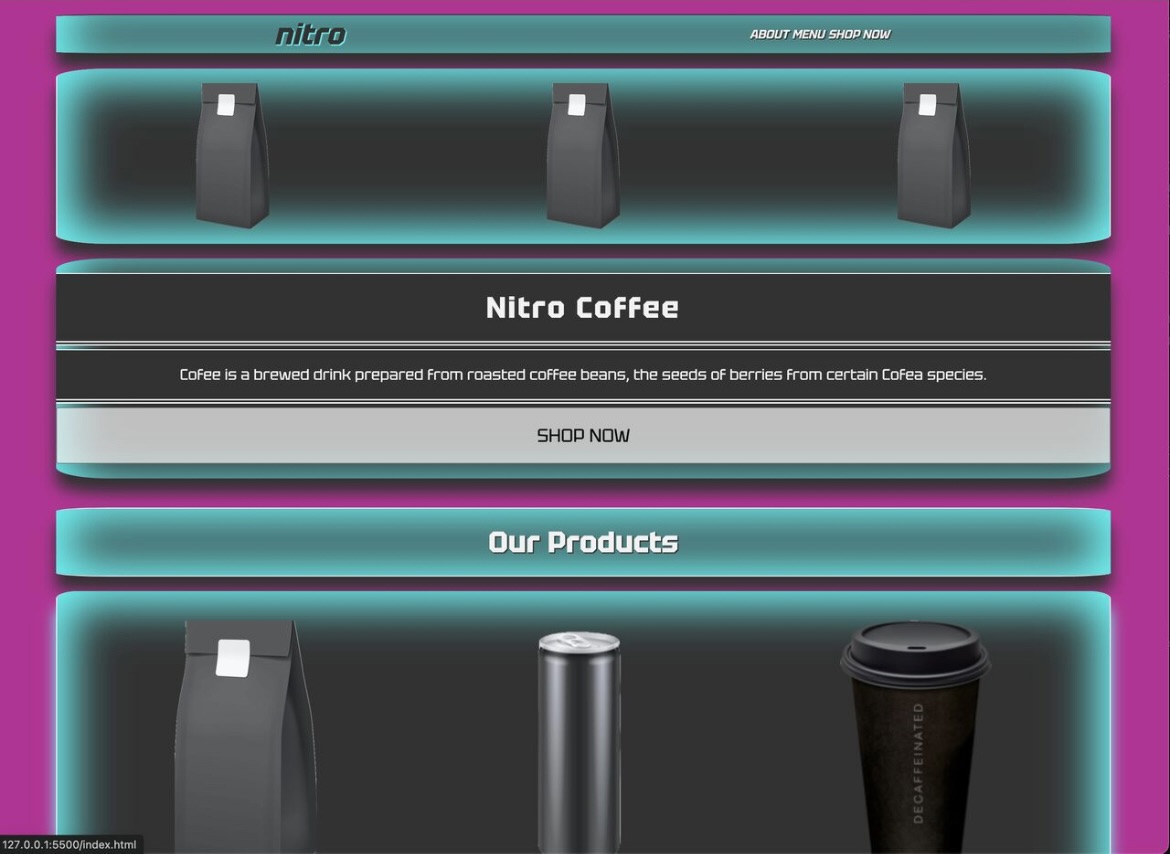 nitro
ABOUT MENU SHOP NOW
Nitro Coffee
Cofee is a brewed drink prepared from roasted coffee beans, the seeds of berries from certain Cofea species.
SHOP NOW
Our Products
DECAFFEINATED
127.0.0.1:5500/index.html